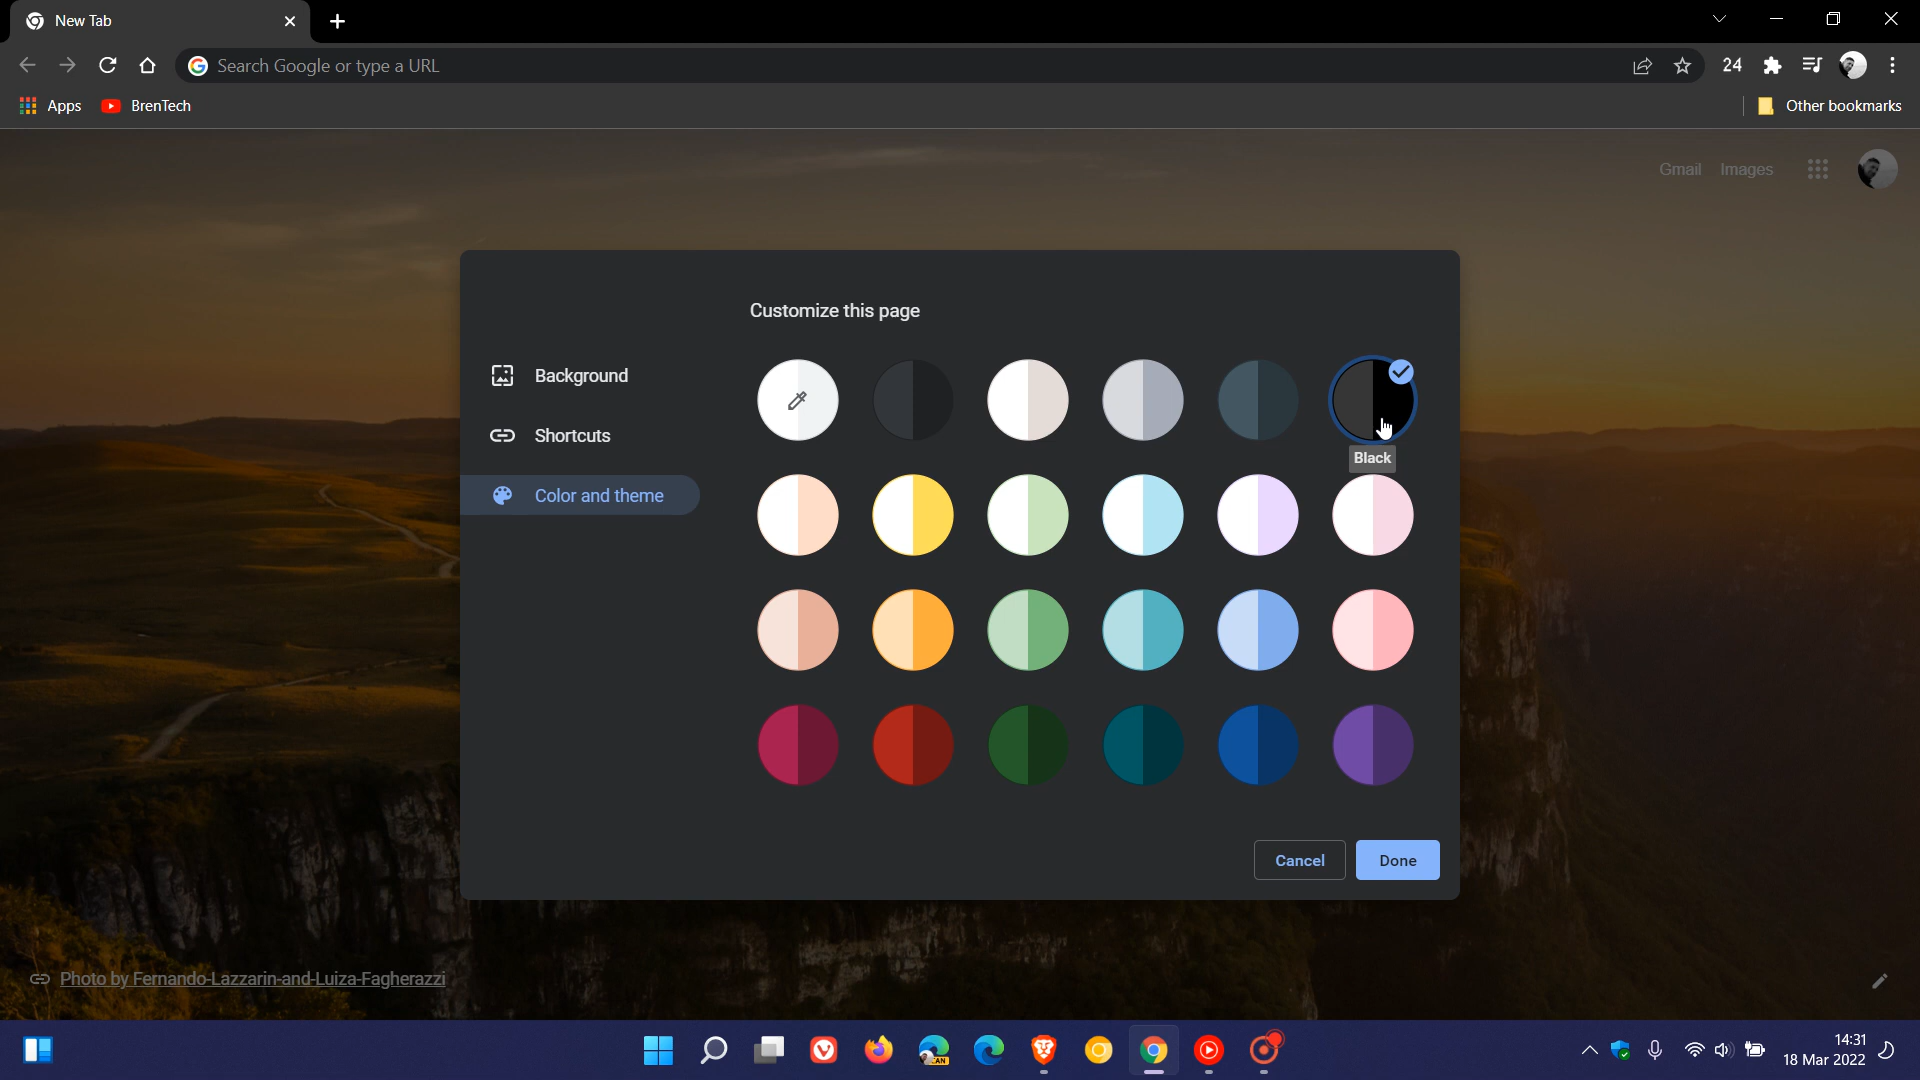 New Tab
Search Google or type a URL
24
Apps
BrenTech
Other bookmarks
Gmail Images
Customize this page
Background
Shortcuts
Color and theme
Black
Cancel
Done
Photo by Fernando-Lazzarin-and-Luiza-Fagherazzi
CAN
14:31
18 Mar 2022